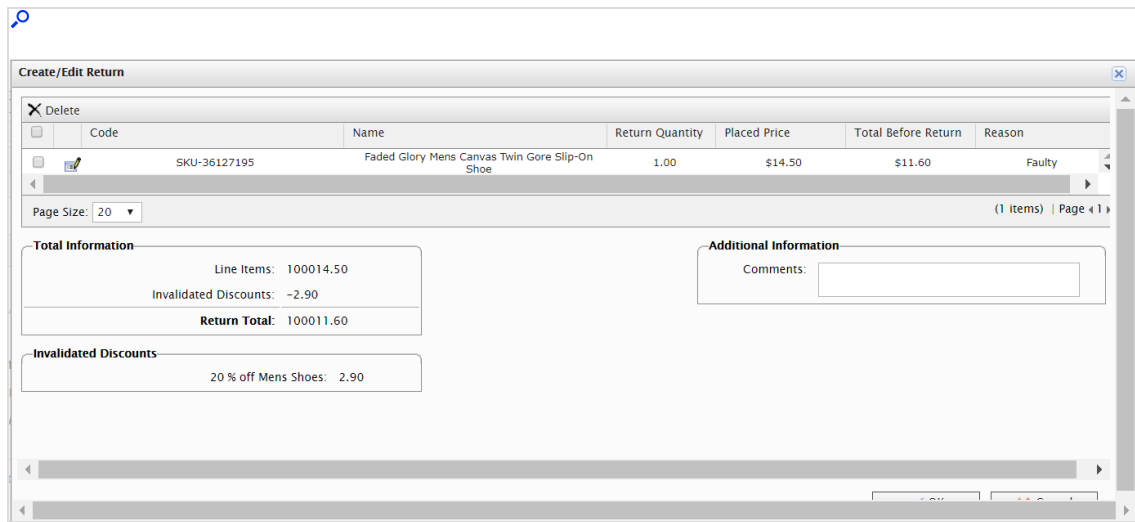 Create/Edit Return
Delete
Code Name Return Quantity Placed Price Total Before Return Reason
SKU-36127195 Faded Glory Mens Canvas Twin Gore Slip-On Shoe 1.00 $14.50 $11.60 Faulty
Page Size: 20 (1 items) | Page 1
Total Information
Line Items: 100014.50
Invalidated Discounts: -2.90
Return Total: 100011.60
Additional Information
Comments:
Invalidated Discounts
20 % off Mens Shoes: 2.90